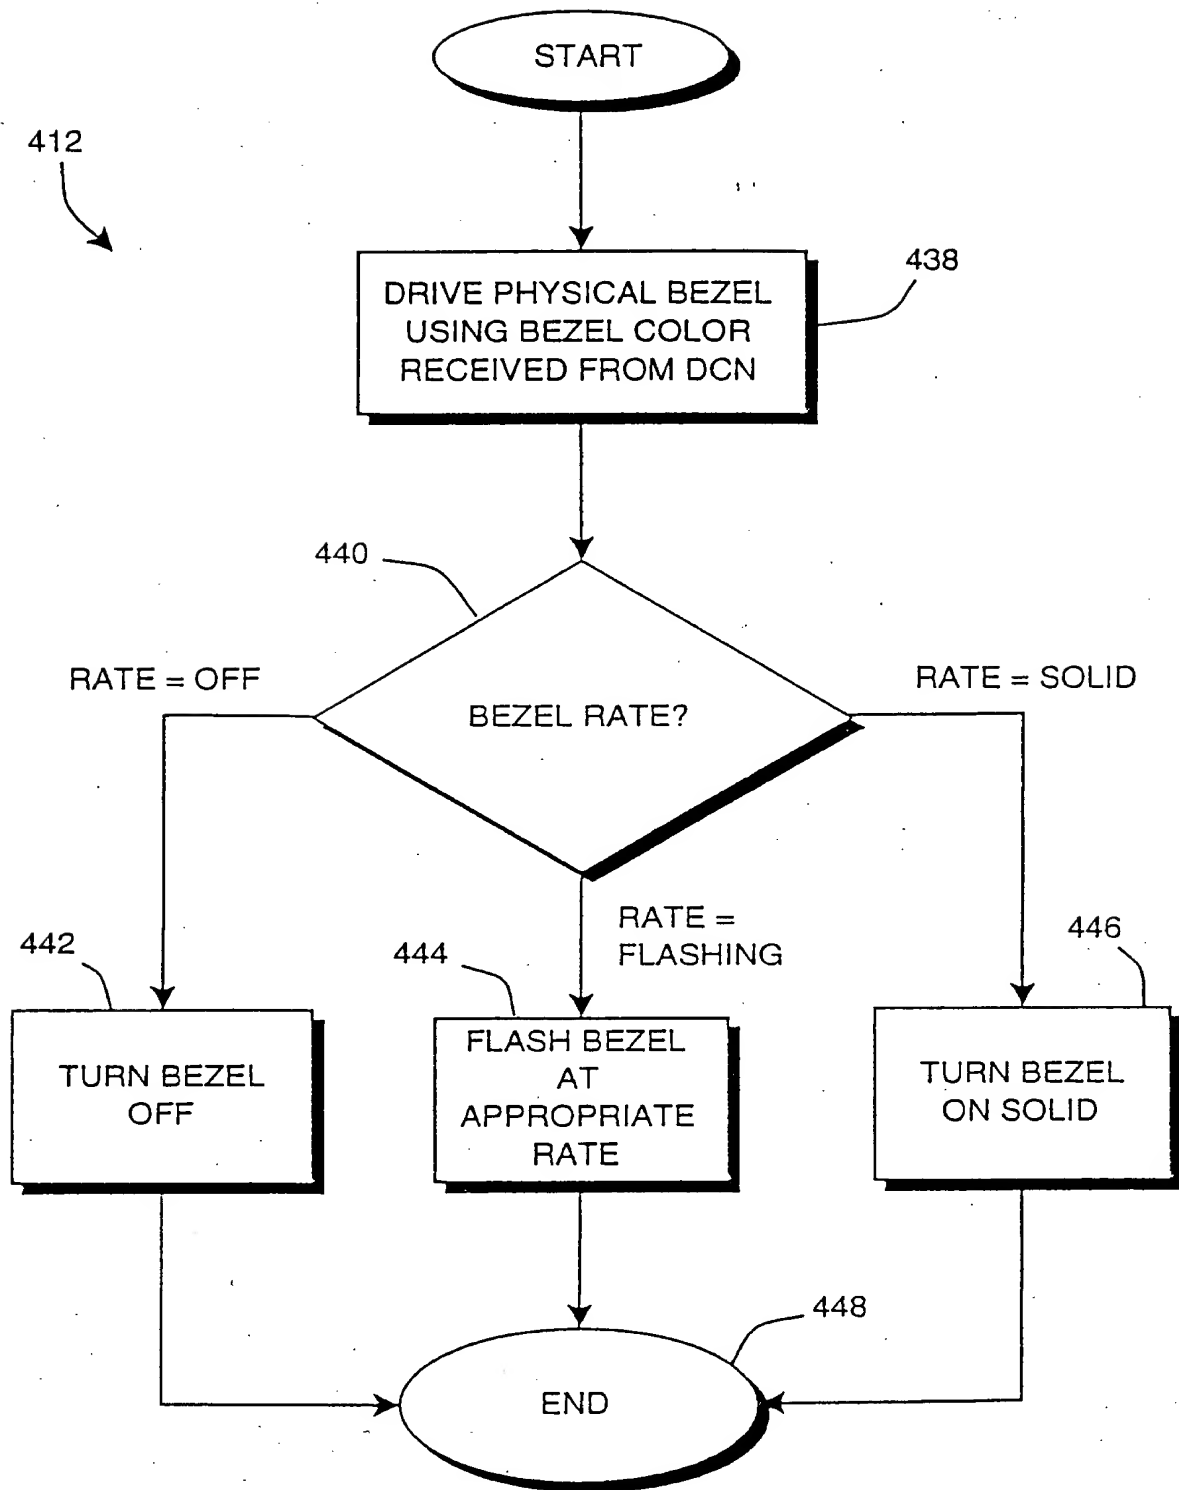 START
412
438
DRIVE PHYSICAL BEZEL
USING BEZEL COLOR
RECEIVED FROM DCN
440
RATE = OFF
BEZEL RATE?
RATE = SOLID
RATE =
FLASHING
442
444
446
TURN BEZEL
OFF
FLASH BEZEL
AT
APPROPRIATE
RATE
TURN BEZEL
ON SOLID
448
END